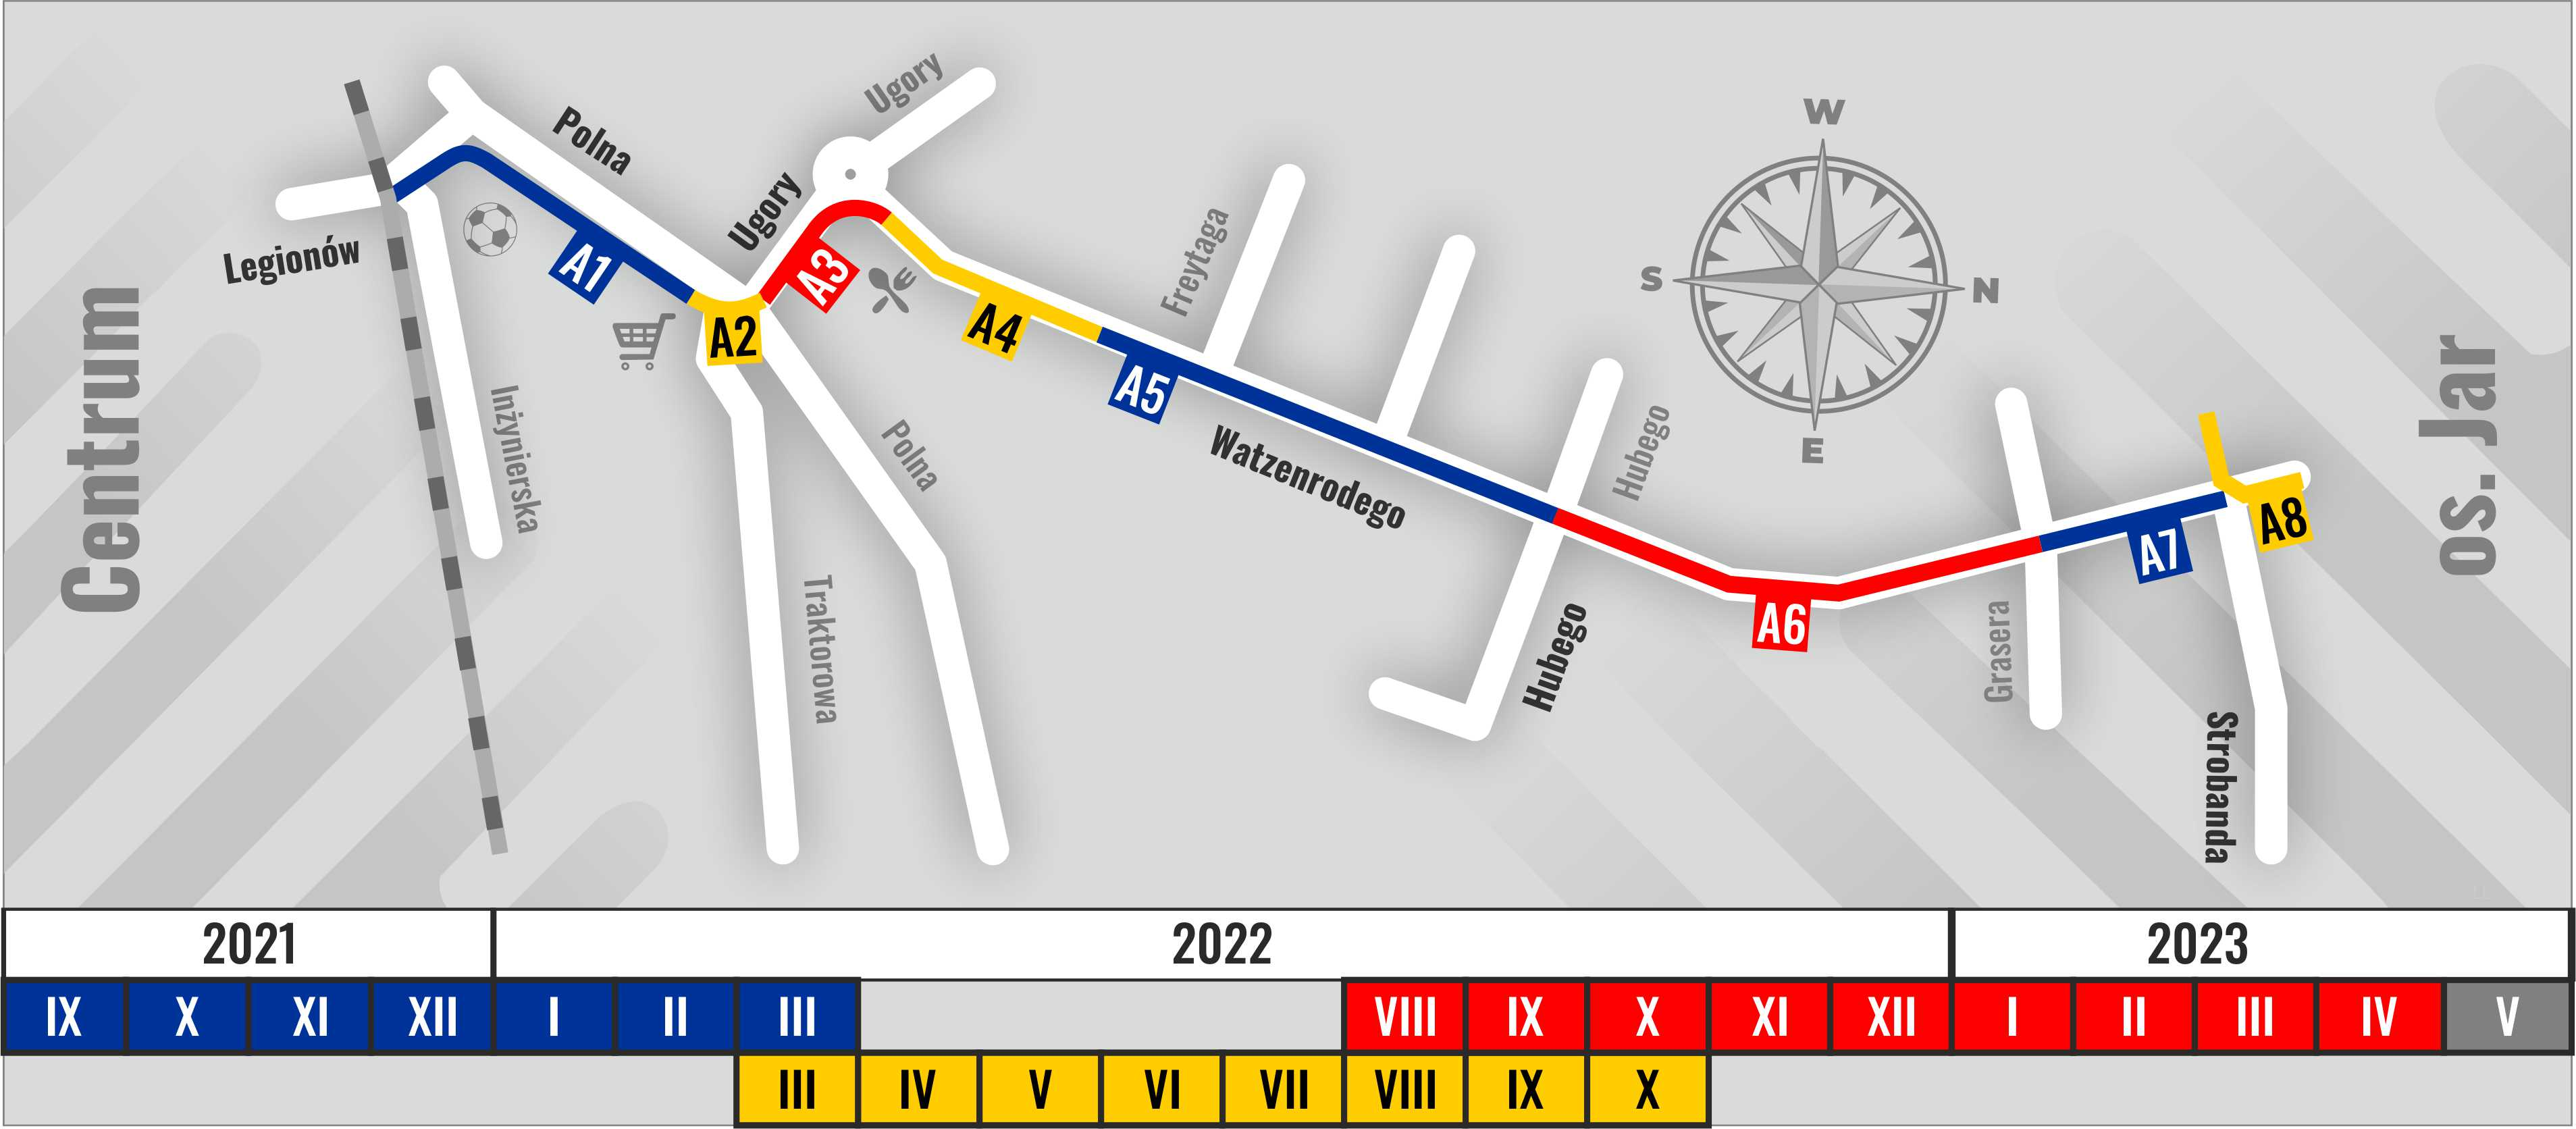 Centrum
Legionów
Polna
Ugory
Ugory
Inżynierska
A1
A2
A3
A4
A5
Traktorowa
Polna
Freytaga
Watzenrodego
Hubego
Hubego
W
S
N
E
A6
Grasera
A7
A8
Strobanda
os. Jar
2021 2022 2023
IX X XI XII I II III VIII IX X XI XII I II III IV V
III IV V VI VII VIII IX X